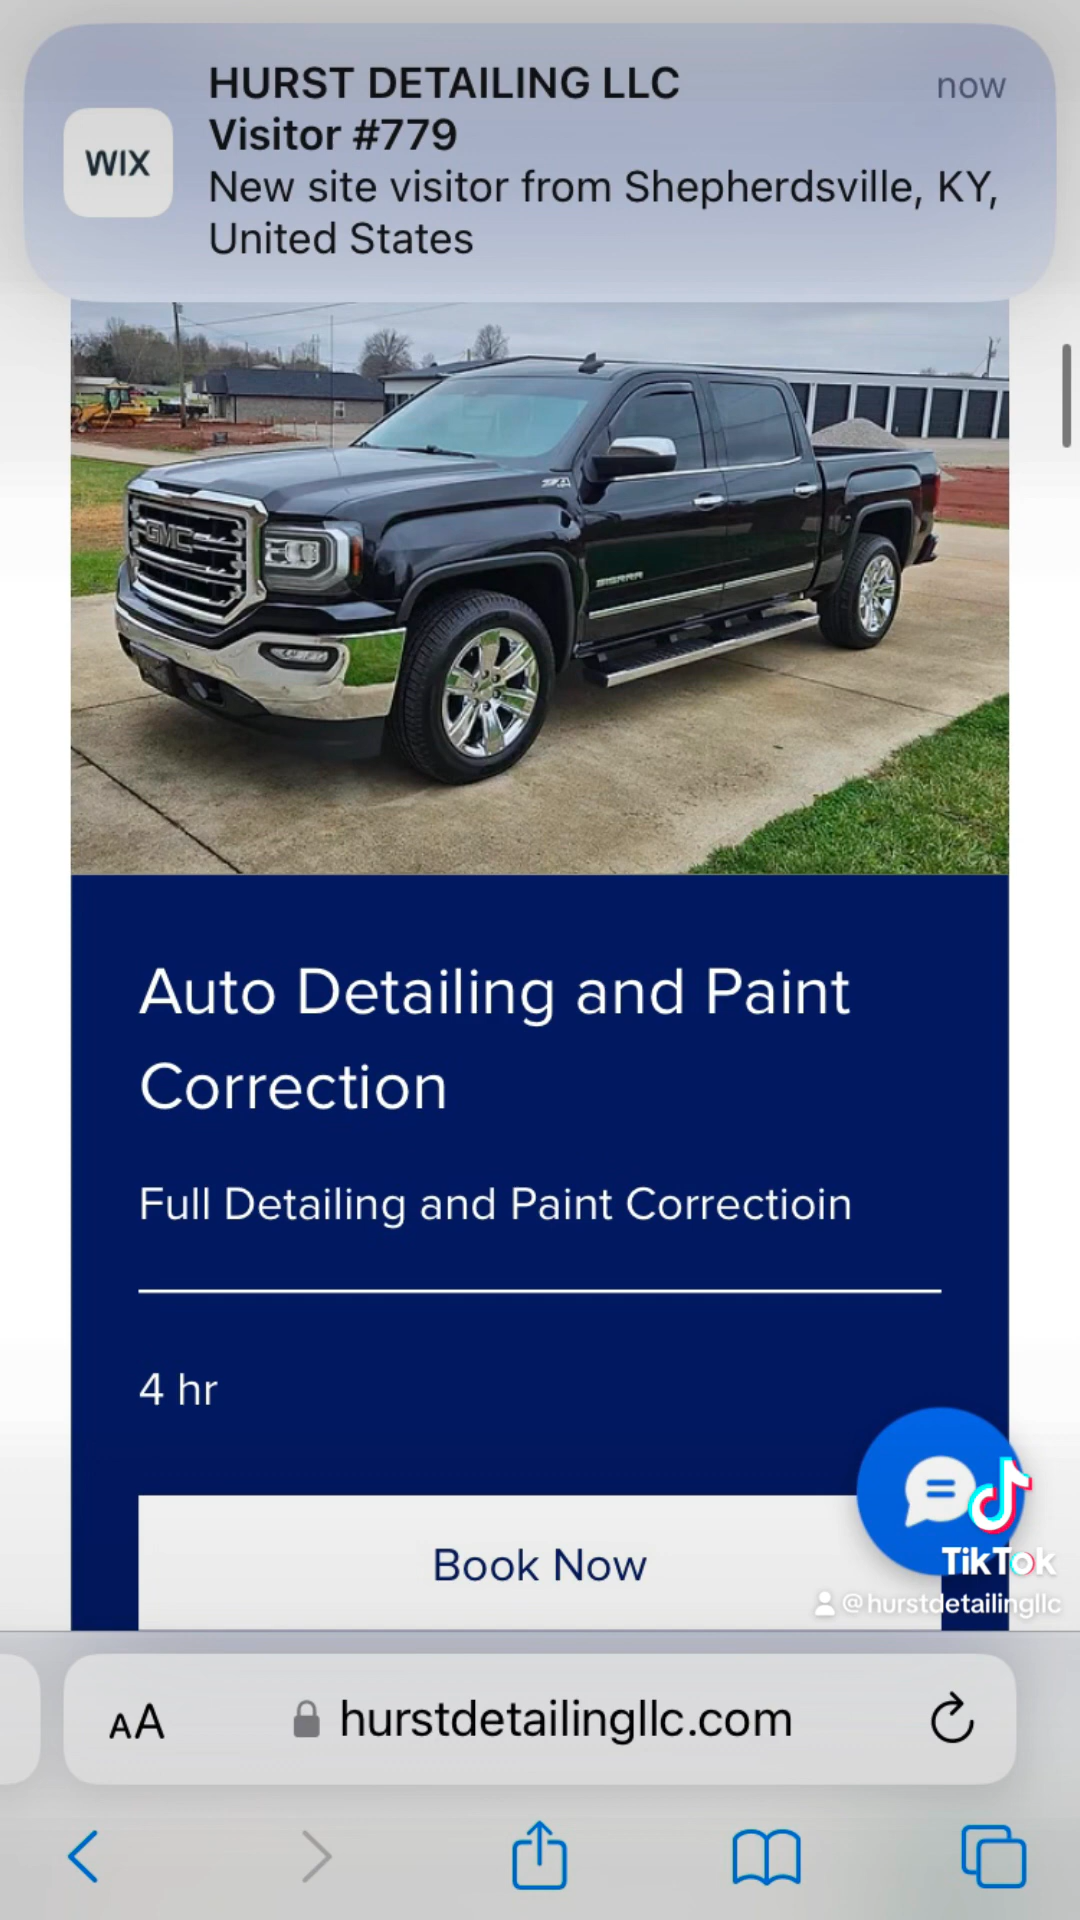 HURST DETAILING LLC
now
WIX
Visitor #779
New site visitor from Shepherdsville, KY,
United States
GMC
Z71
SIERRA
Auto Detailing and Paint
Correction
Full Detailing and Paint Correctioin
4 hr
Book Now
TikTok
@hurstdetailingllc
AA
hurstdetailingllc.com